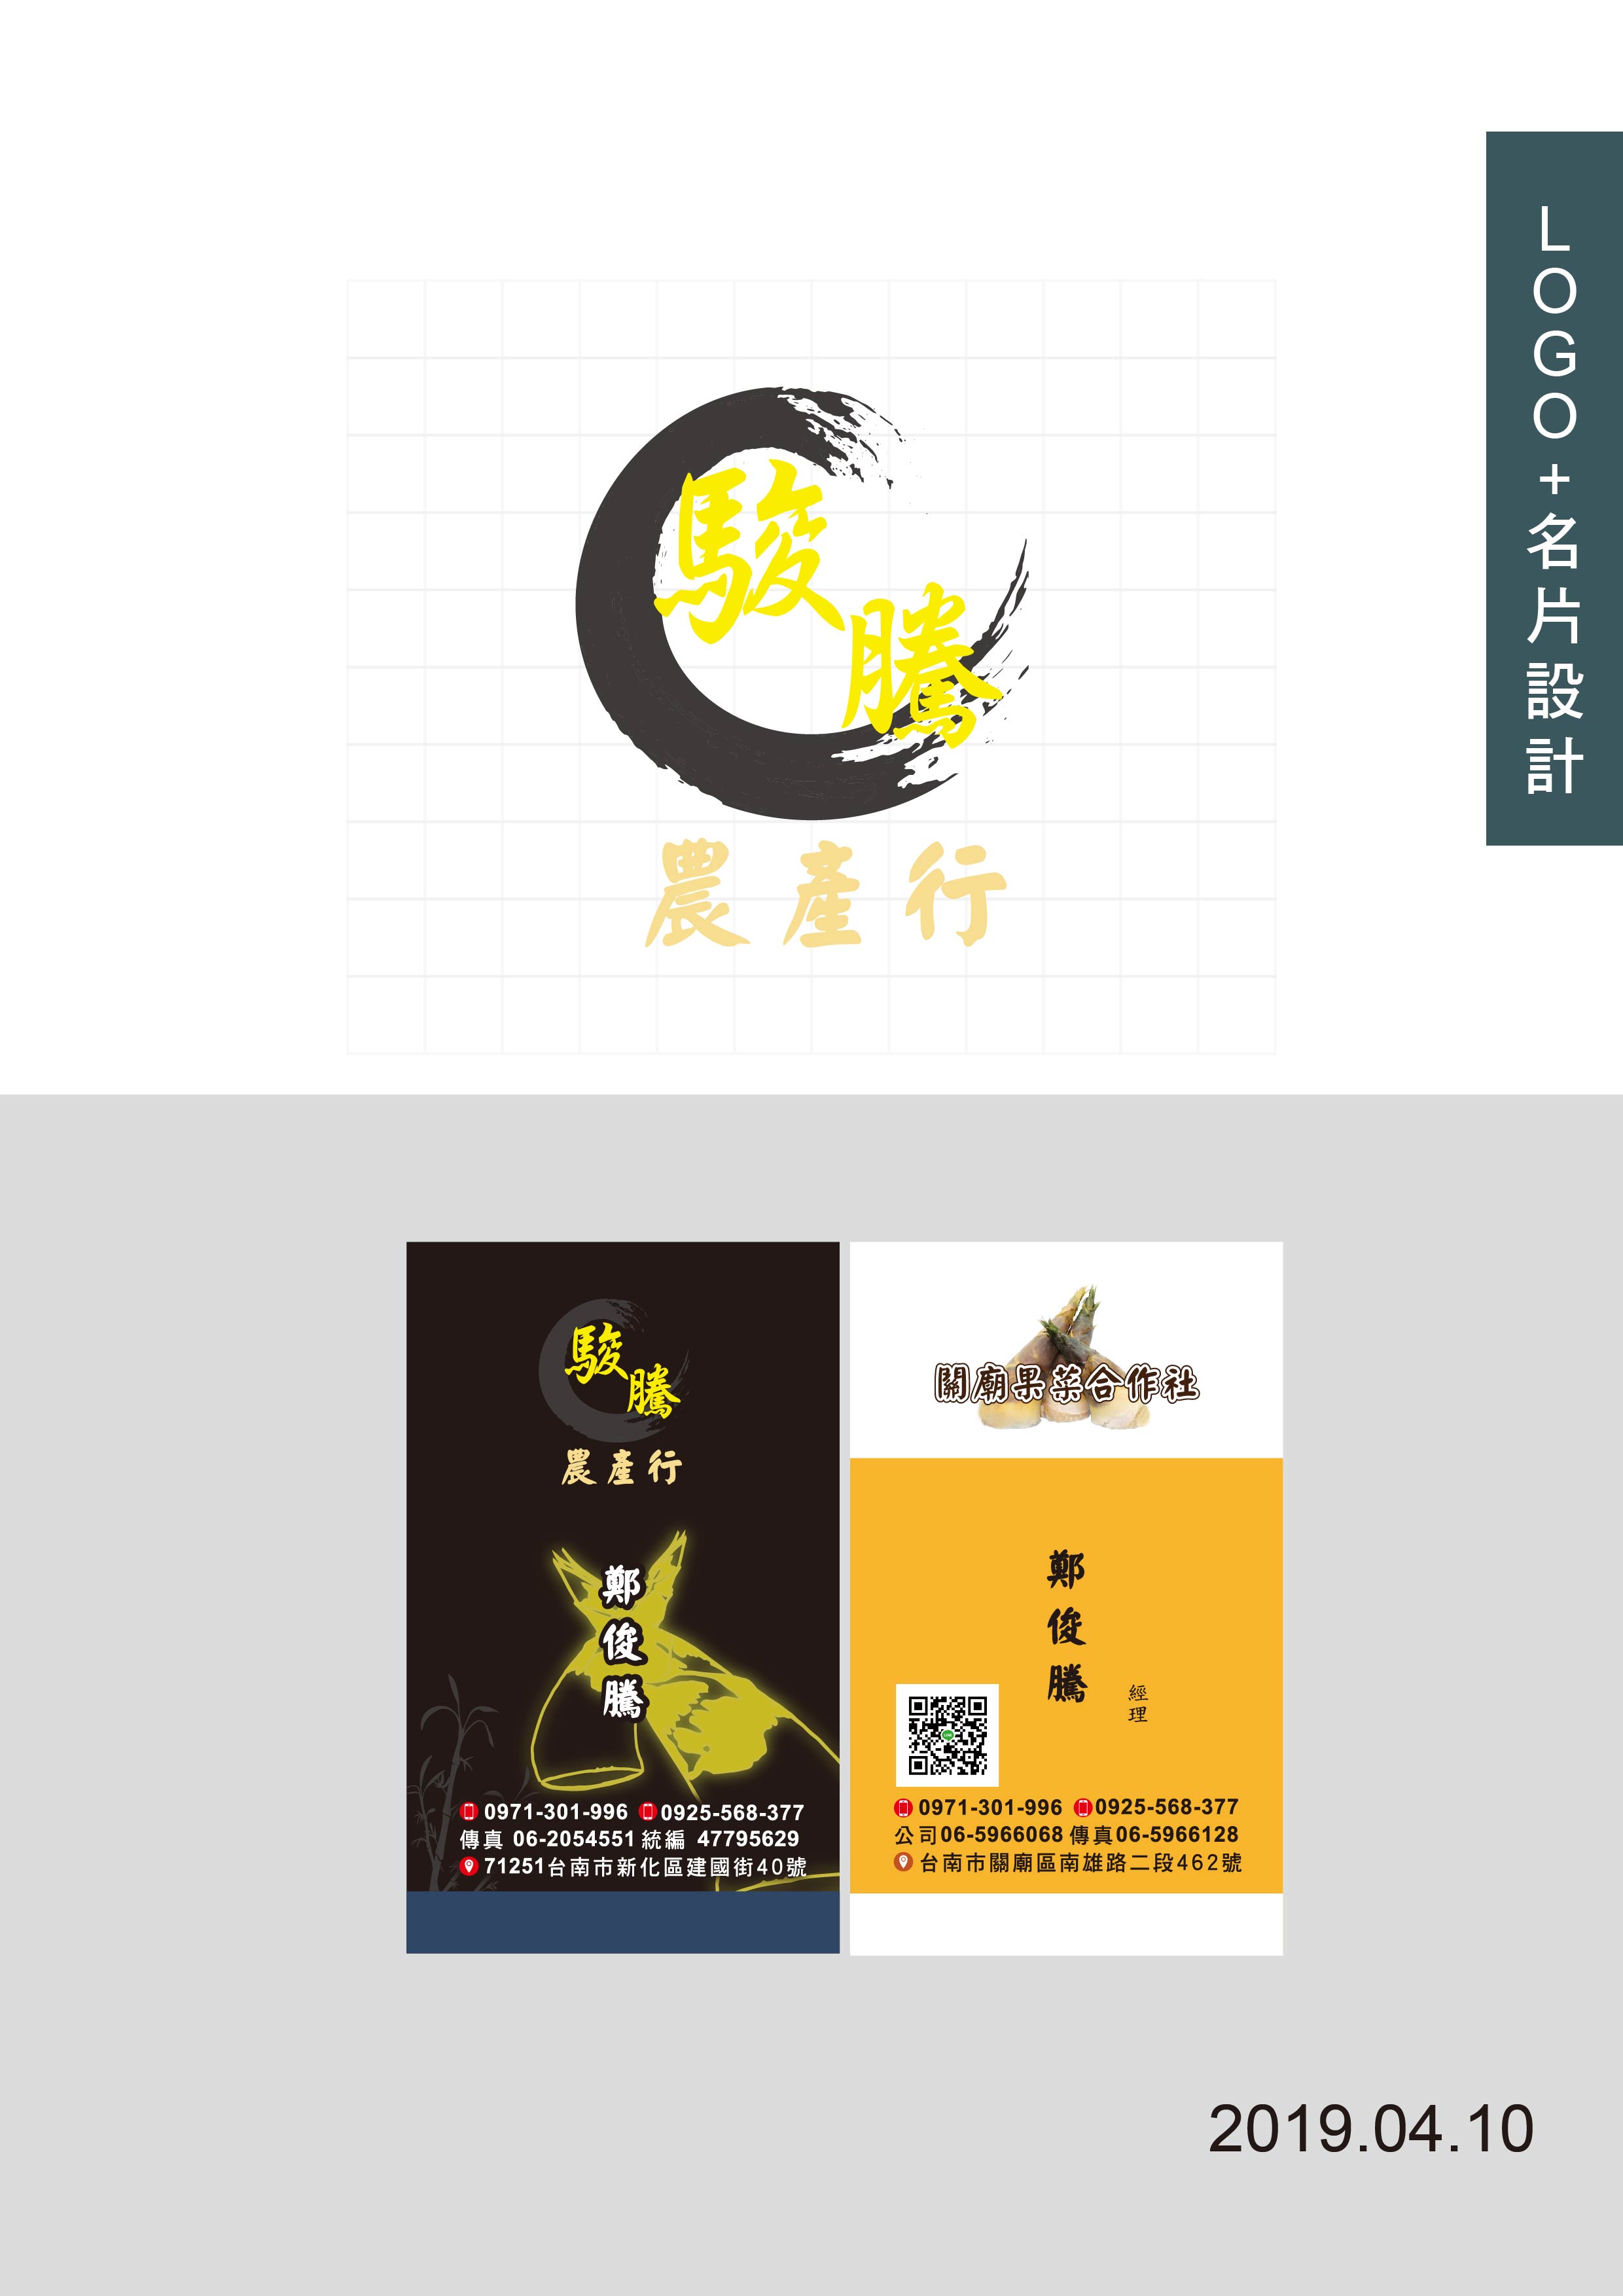 LOGO+名片設計
駿騰
農產行
駿騰
農產行
鄭俊騰
0971-301-996 0925-568-377
傳真 06-2054551 統編 47795629
71251台南市新化區建國街40號
關廟果菜合作社
鄭俊騰
經理
0971-301-996 0925-568-377
公司06-5966068 傳真06-5966128
台南市關廟區南雄路二段462號
2019.04.10